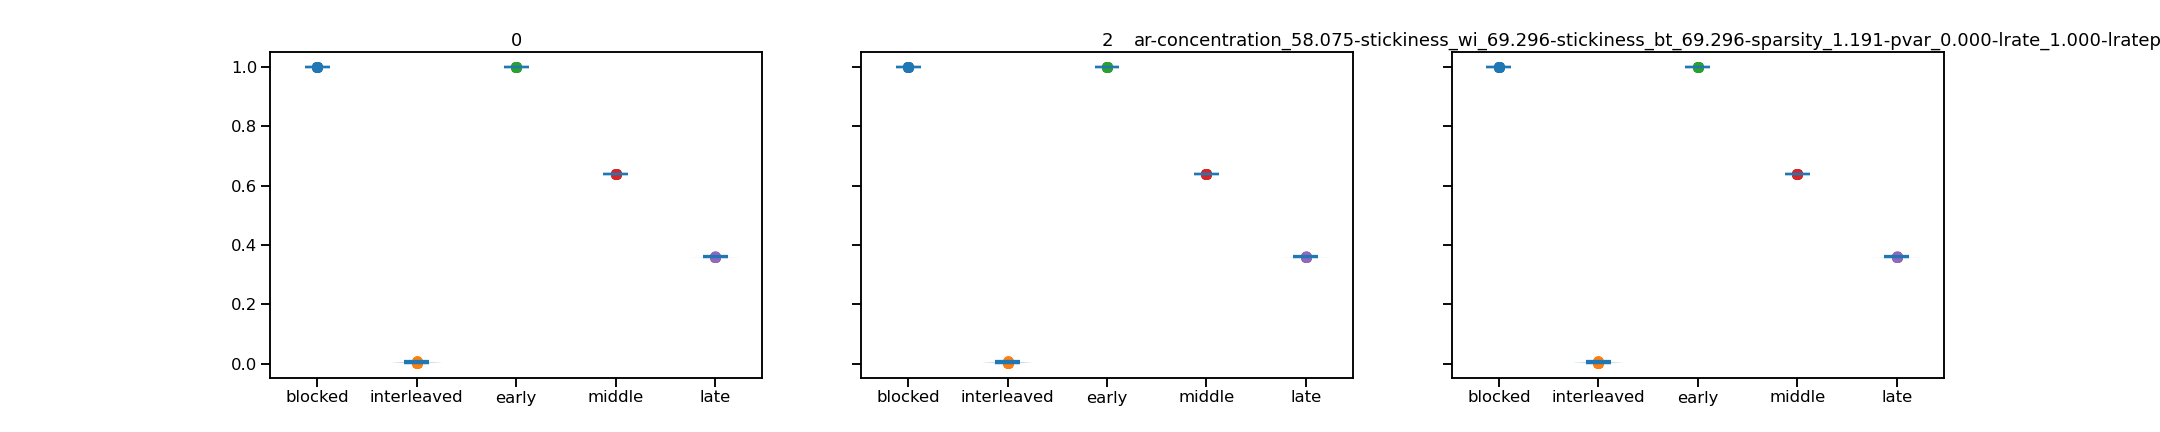 0
2
ar-concentration_58.075-stickiness_wi_69.296-stickiness_bt_69.296-sparsity_1.191-pvar_0.000-lrate_1.000-lratep
1.0
0.8
0.6
0.4
0.2
0.0
blocked interleaved early middle late
blocked interleaved early middle late
blocked interleaved early middle late